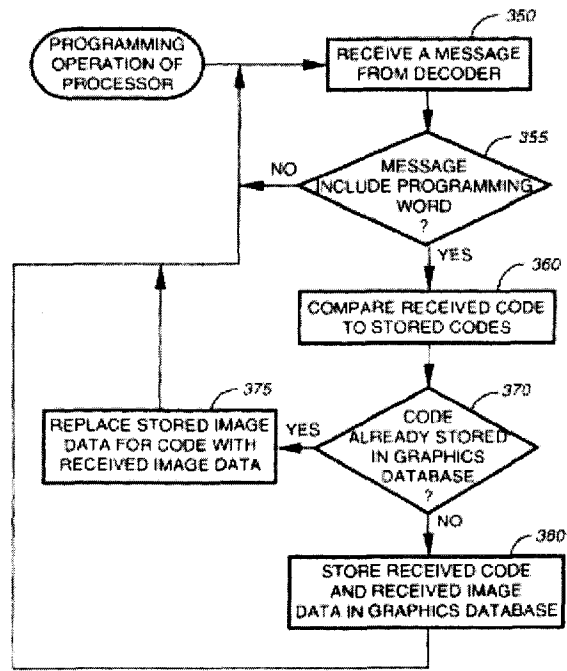 PROGRAMMING
OPERATION OF
PROCESSOR
350
RECEIVE A MESSAGE
FROM DECODER
355
MESSAGE
INCLUDE PROGRAMMING
WORD
?
NO
YES
360
COMPARE RECEIVED CODE
TO STORED CODES
370
CODE
ALREADY STORED
IN GRAPHICS
DATABASE
?
YES
NO
375
REPLACE STORED IMAGE
DATA FOR CODE WITH
RECEIVED IMAGE DATA
380
STORE RECEIVED CODE
AND RECEIVED IMAGE
DATA IN GRAPHICS DATABASE